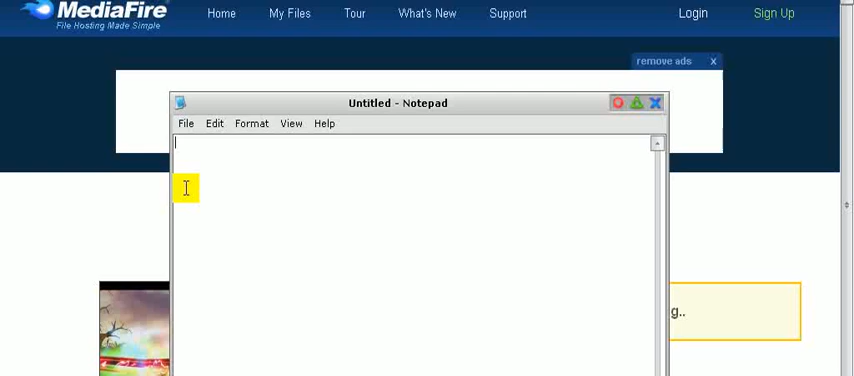 MediaFire
File Hosting Made Simple
Home My Files Tour What's New Support Login Sign Up
remove ads x
Untitled - Notepad
File Edit Format View Help
g..